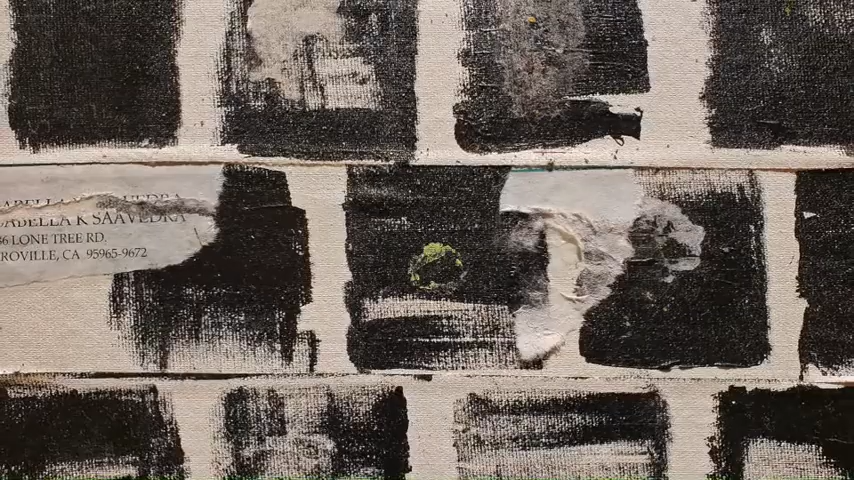 ABELLA K SAAVEDRA
36 LONE TREE RD.
ROVILLE, CA 95965-9672